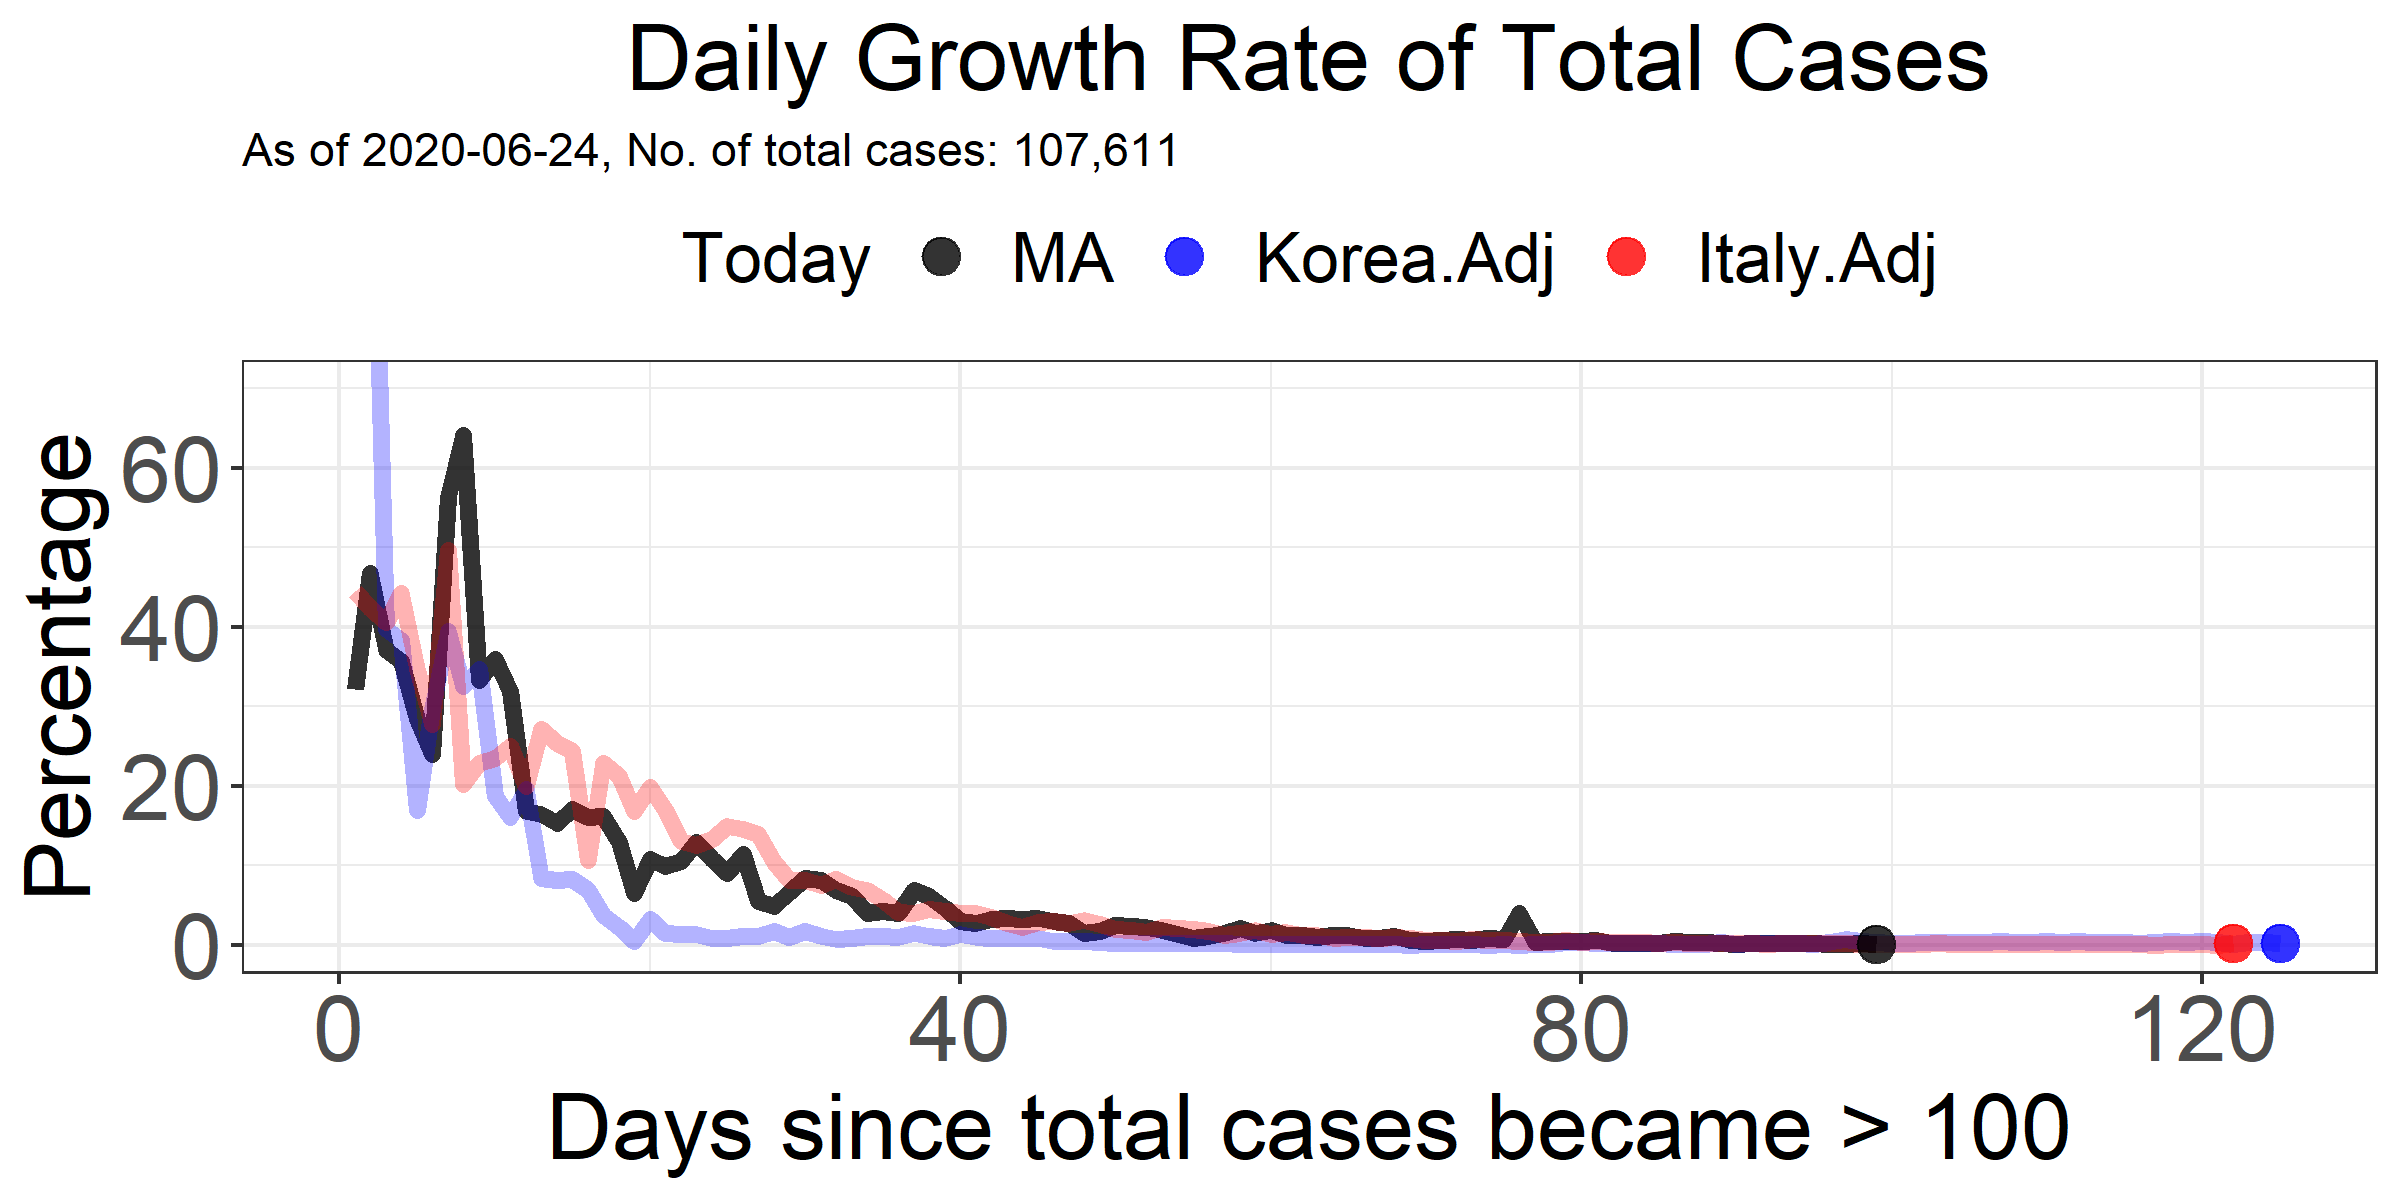 Daily Growth Rate of Total Cases
As of 2020-06-24, No. of total cases: 107,611
Today MA Korea.Adj Italy.Adj
Percentage
60
40
20
0
0 40 80 120
Days since total cases became > 100